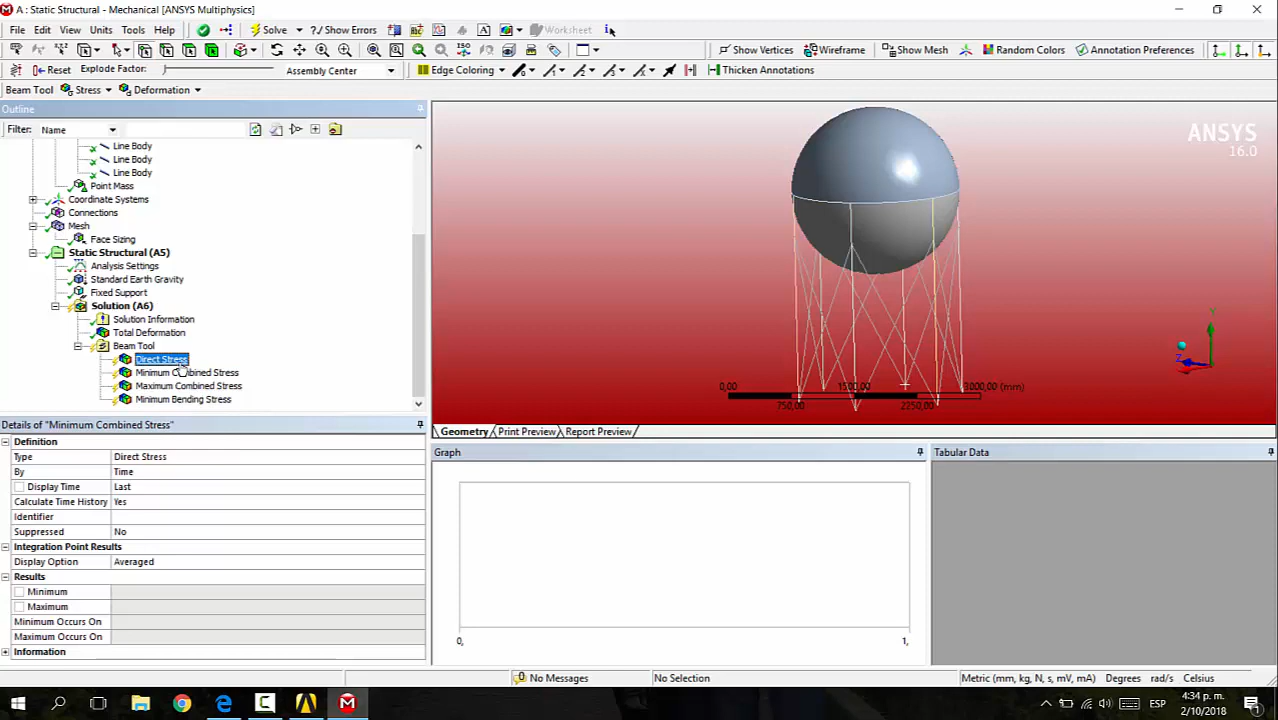 A : Static Structural - Mechanical [ANSYS Multiphysics]
File Edit View Units Tools Help Solve ?/ Show Errors A Worksheet i
Show Vertices Wireframe Show Mesh Random Colors Annotation Preferences
Reset Explode Factor: Assembly Center Edge Coloring Thicken Annotations
Beam Tool Stress Deformation
Outline
Filter: Name
Line Body
Line Body
Line Body
Point Mass
Coordinate Systems
Connections
Mesh
Face Sizing
Static Structural (A5)
Analysis Settings
Standard Earth Gravity
Fixed Support
Solution (A6)
Solution Information
Total Deformation
Beam Tool
Direct Stress
Minimum Combined Stress
Maximum Combined Stress
Minimum Bending Stress
ANSYS
16.0
Y
Z
0,00 1500,00 3000,00 (mm)
750,00 2250,00
Geometry Print Preview Report Preview
Details of "Minimum Combined Stress"
Definition
Type Direct Stress
By Time
Display Time Last
Calculate Time History Yes
Identifier
Suppressed No
Integration Point Results
Display Option Averaged
Results
Minimum
Maximum
Minimum Occurs On
Maximum Occurs On
Information
Graph
0, 1,
Tabular Data
No Messages No Selection Metric (mm, kg, N, s, mV, mA) Degrees rad/s Celsius
ESP 4:34 p. m.
2/10/2018